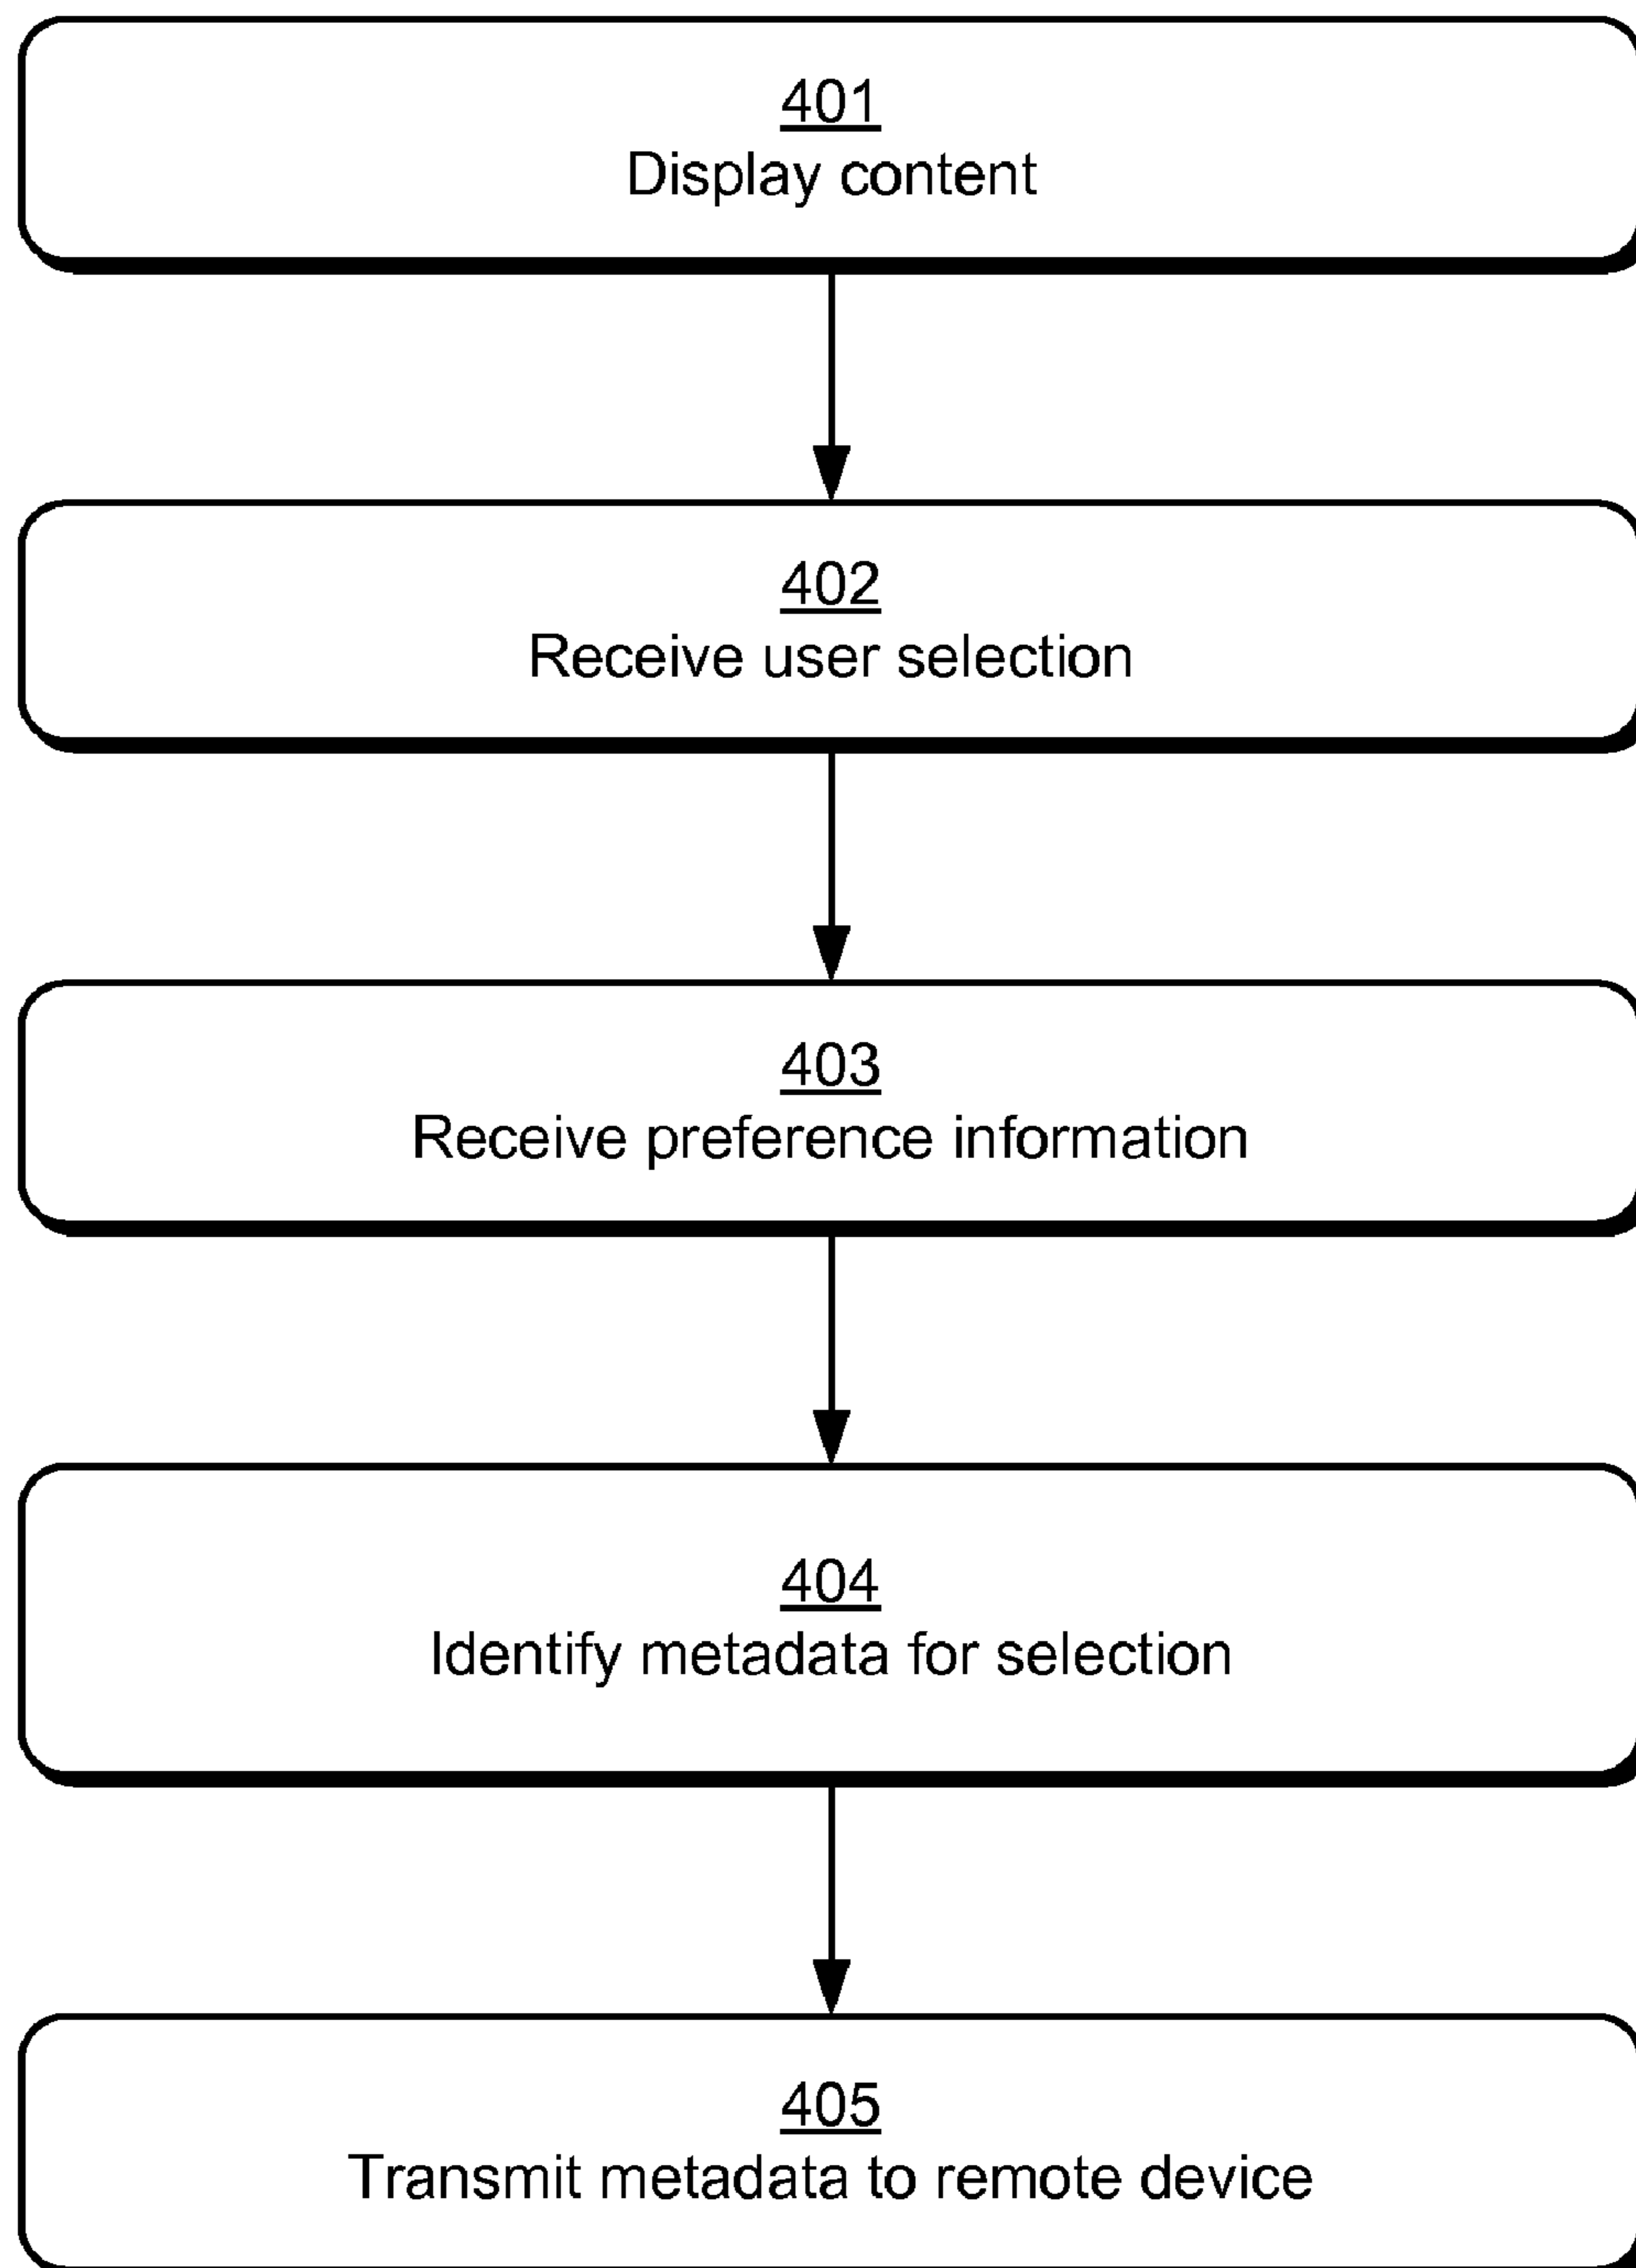 401
Display content
402
Receive user selection
403
Receive preference information
404
Identify metadata for selection
405
Transmit metadata to remote device